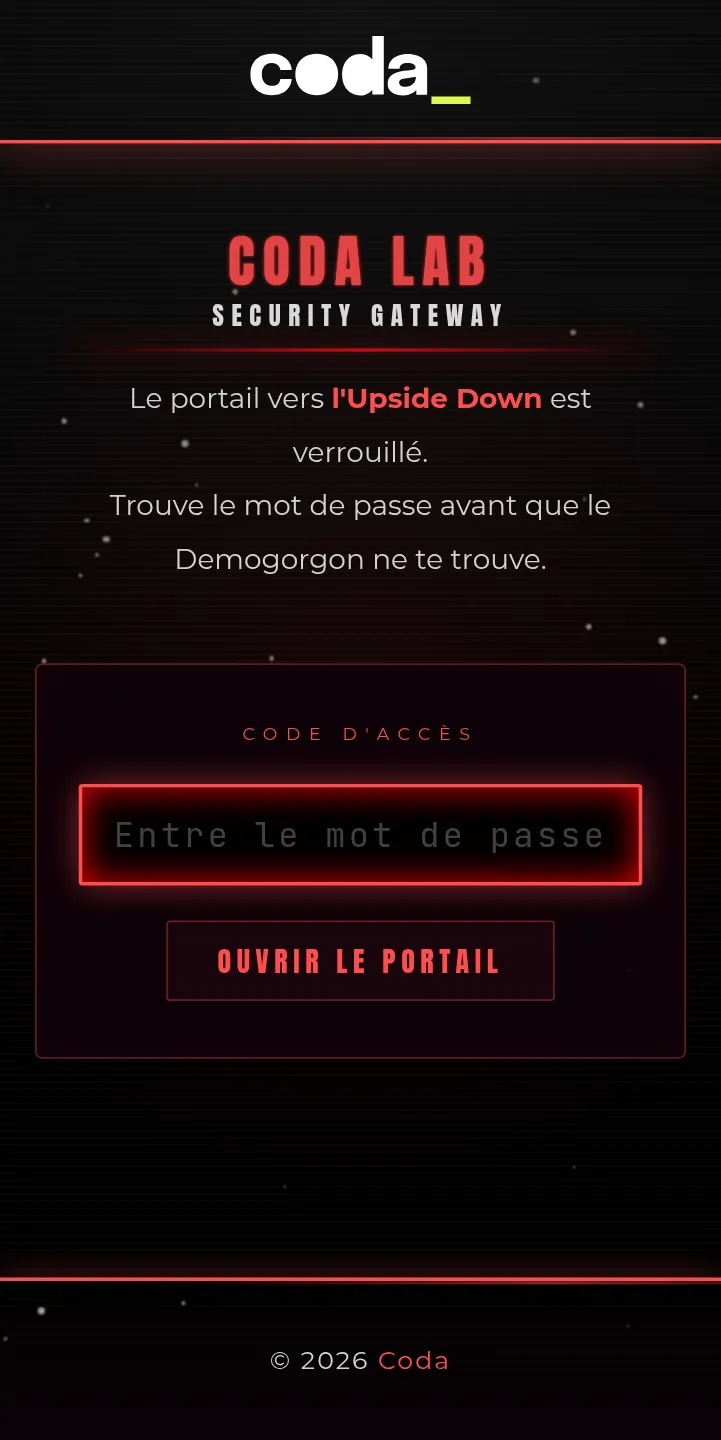 coda_
CODA LAB
SECURITY GATEWAY
Le portail vers l'Upside Down est
verrouillé.
Trouve le mot de passe avant que le
Demogorgon ne te trouve.
CODE D'ACCÈS
Entre le mot de passe
OUVRIR LE PORTAIL
© 2026 Coda